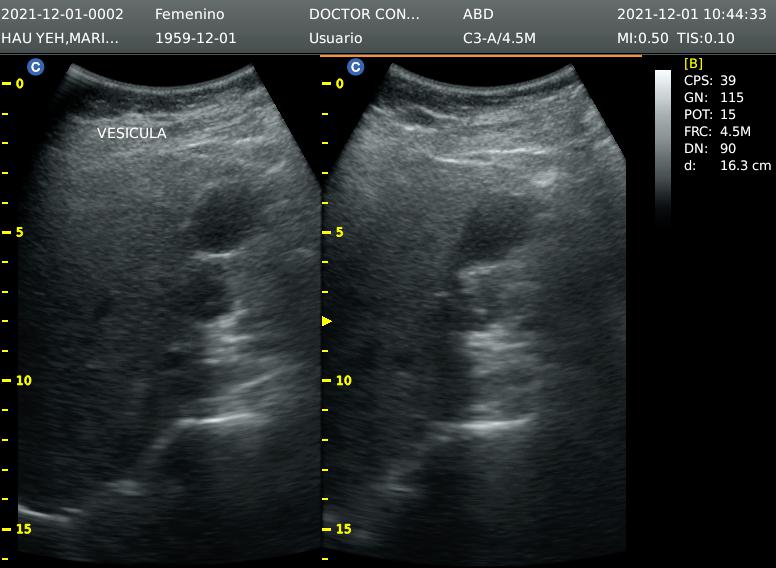 2021-12-01-0002 Femenino DOCTOR CON... ABD 2021-12-01 10:44:33
HAU YEH,MARI... 1959-12-01 Usuario C3-A/4.5M MI:0.50 TIS:0.10
C C [B]
0 0 CPS: 39
GN: 115
POT: 15
VESICULA FRC: 4.5M
DN: 90
d: 16.3 cm
5 5
10 10
15 15